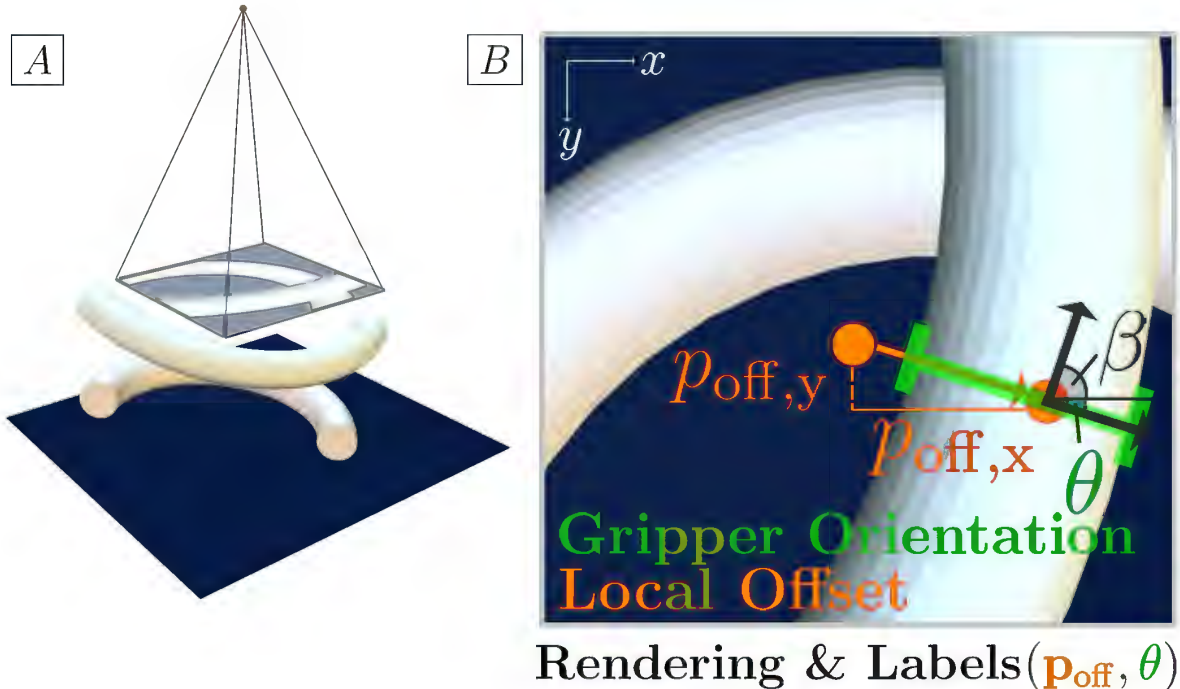 A
B
x
y
p_off,y
β
p_off,x
θ
Gripper Orientation
Local Offset
Rendering & Labels(p_off, θ)